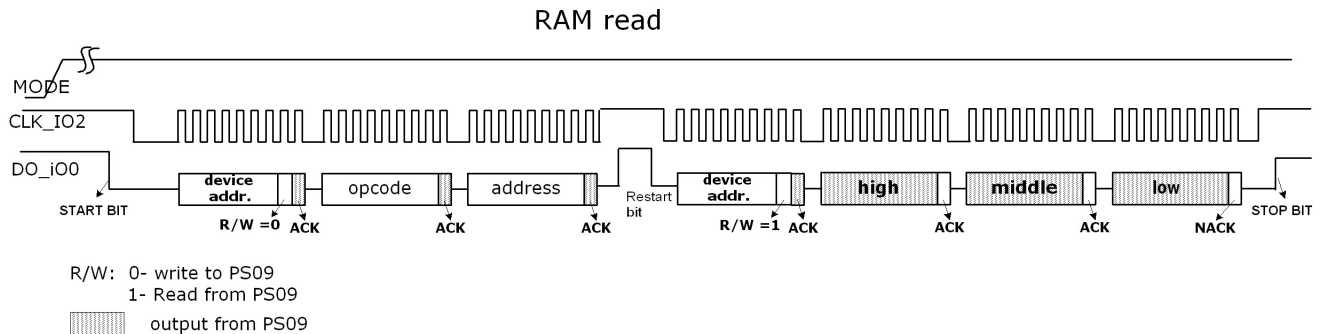 RAM read
MODE
CLK_IO2
DO_iO0
device addr. opcode address device addr. high middle low
START BIT R/W =0 ACK ACK ACK Restart bit R/W =1 ACK ACK ACK NACK STOP BIT
R/W: 0- write to PS09
1- Read from PS09
output from PS09